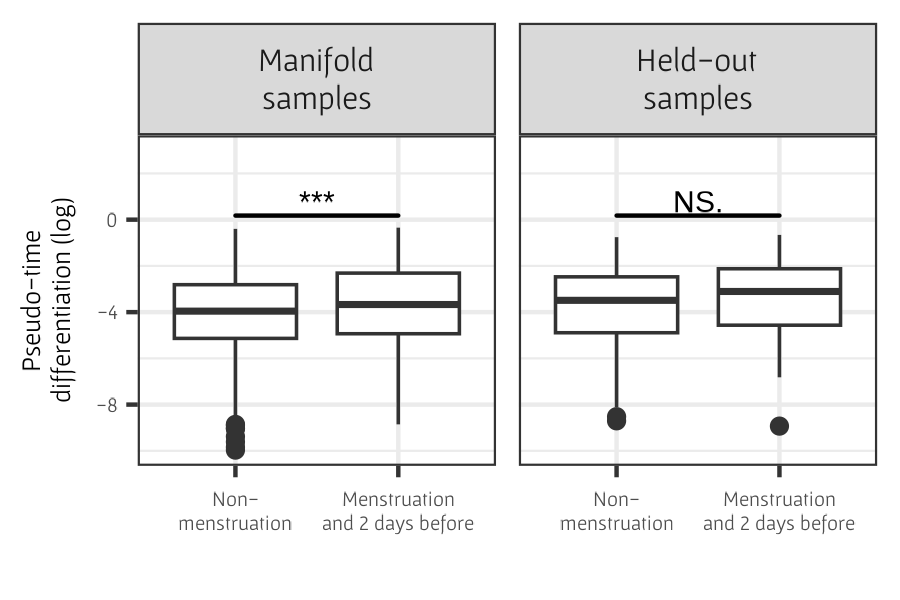 Manifold
samples
Held-out
samples
Pseudo-time
differentiation (log)
***
NS.
0
-4
-8
Non-
menstruation
Menstruation
and 2 days before
Non-
menstruation
Menstruation
and 2 days before